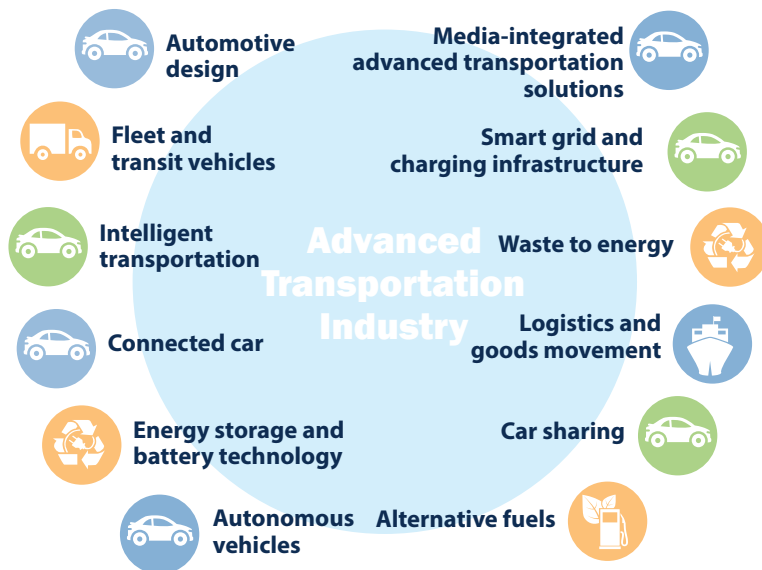 Automotive
design
Fleet and
transit vehicles
Intelligent
transportation
Connected car
Energy storage and
battery technology
Autonomous
vehicles
Advanced
Transportation
Industry
Media-integrated
advanced transportation
solutions
Smart grid and
charging infrastructure
Waste to energy
Logistics and
goods movement
Car sharing
Alternative fuels